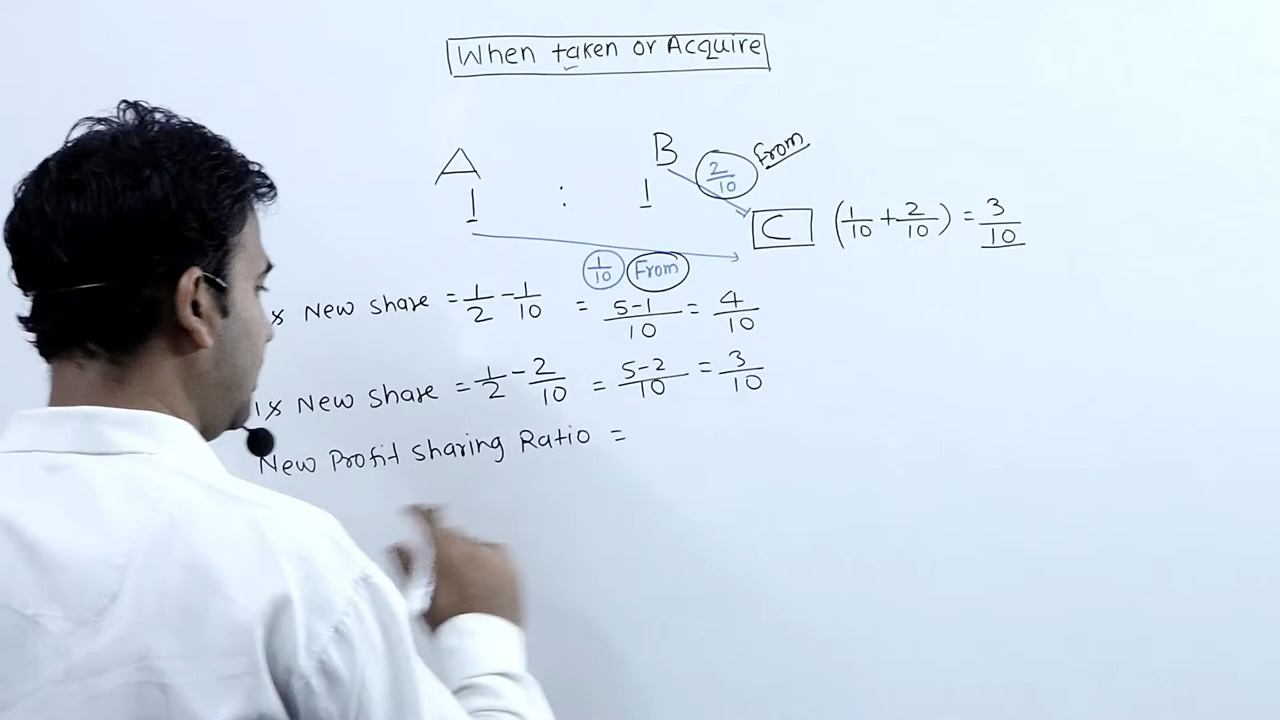 When taken or Acquire
A B 2/10 From
1 : 1 C (1/10 + 2/10) = 3/10
1/10 From
New share = 1/2 - 1/10 = 5-1/10 = 4/10
New share = 1/2 - 2/10 = 5-2/10 = 3/10
New Profit sharing Ratio =